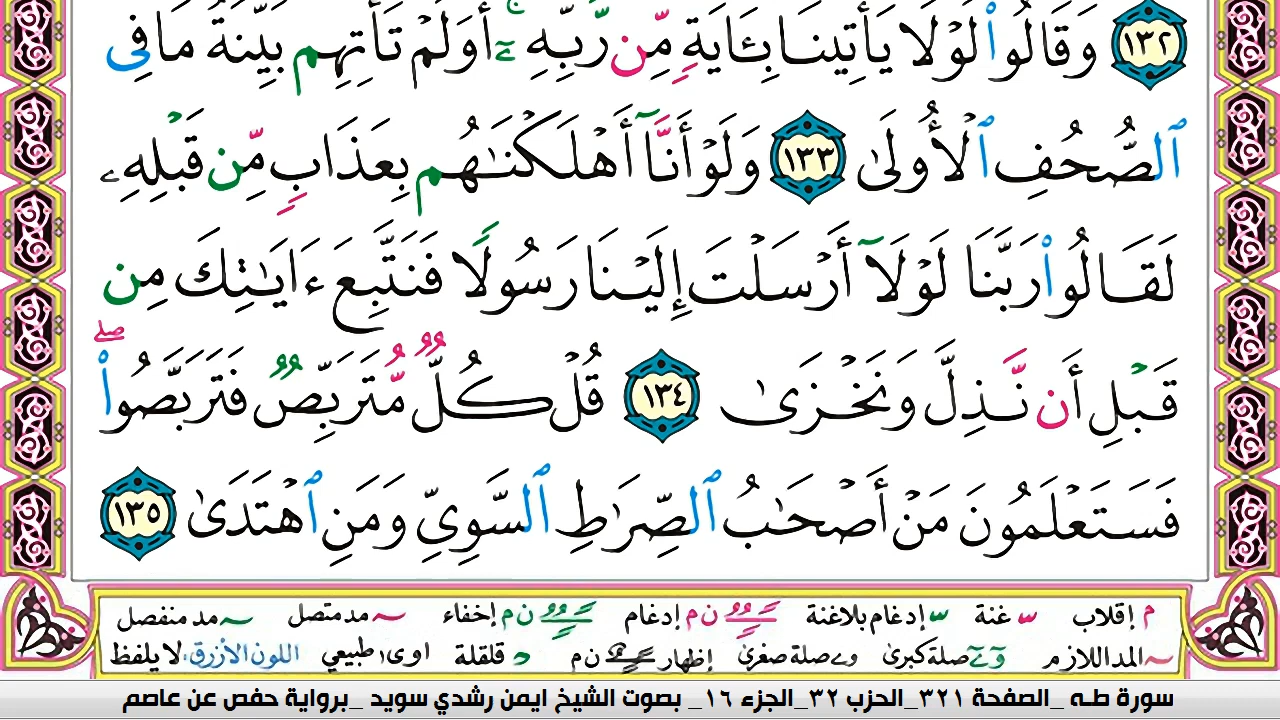 ١٣٢ وَقَالُوا۟ لَوْلَا يَأْتِينَا بِـَٔايَةٍ مِّن رَّبِّهِۦٓ ۚ أَوَلَمْ تَأْتِهِم بَيِّنَةُ مَا فِى
ٱلصُّحُفِ ٱلْأُولَىٰ ١٣٣ وَلَوْ أَنَّآ أَهْلَكْنَـٰهُم بِعَذَابٍ مِّن قَبْلِهِۦ
لَقَالُوا۟ رَبَّنَا لَوْلَآ أَرْسَلْتَ إِلَيْنَا رَسُولًا فَنَتَّبِعَ ءَايَـٰتِكَ مِن
قَبْلِ أَن نَّذِلَّ وَنَخْزَىٰ ١٣٤ قُلْ كُلٌّ مُّتَرَبِّصٌ فَتَرَبَّصُوا۟ ۖ
فَسَتَعْلَمُونَ مَنْ أَصْحَـٰبُ ٱلصِّرَٰطِ ٱلسَّوِىِّ وَمَنِ ٱهْتَدَىٰ ١٣٥
م إقلاب ّ غنة ّ إدغام بلاغنة ن م إدغام ن م إخفاء ~ مد متصل ~ مد منفصل
~ المد اللازم وۤ ےۤ صلة كبرى و ے صلة صغرى إظهار ن م قلقلة اوى طبيعي اللون الأزرق، لا يلفظ
سورة طـه _الصفحة ٣٢١_الحزب ٣٢_الجزء ١٦_ بصوت الشيخ ايمن رشدي سويد _برواية حفص عن عاصم